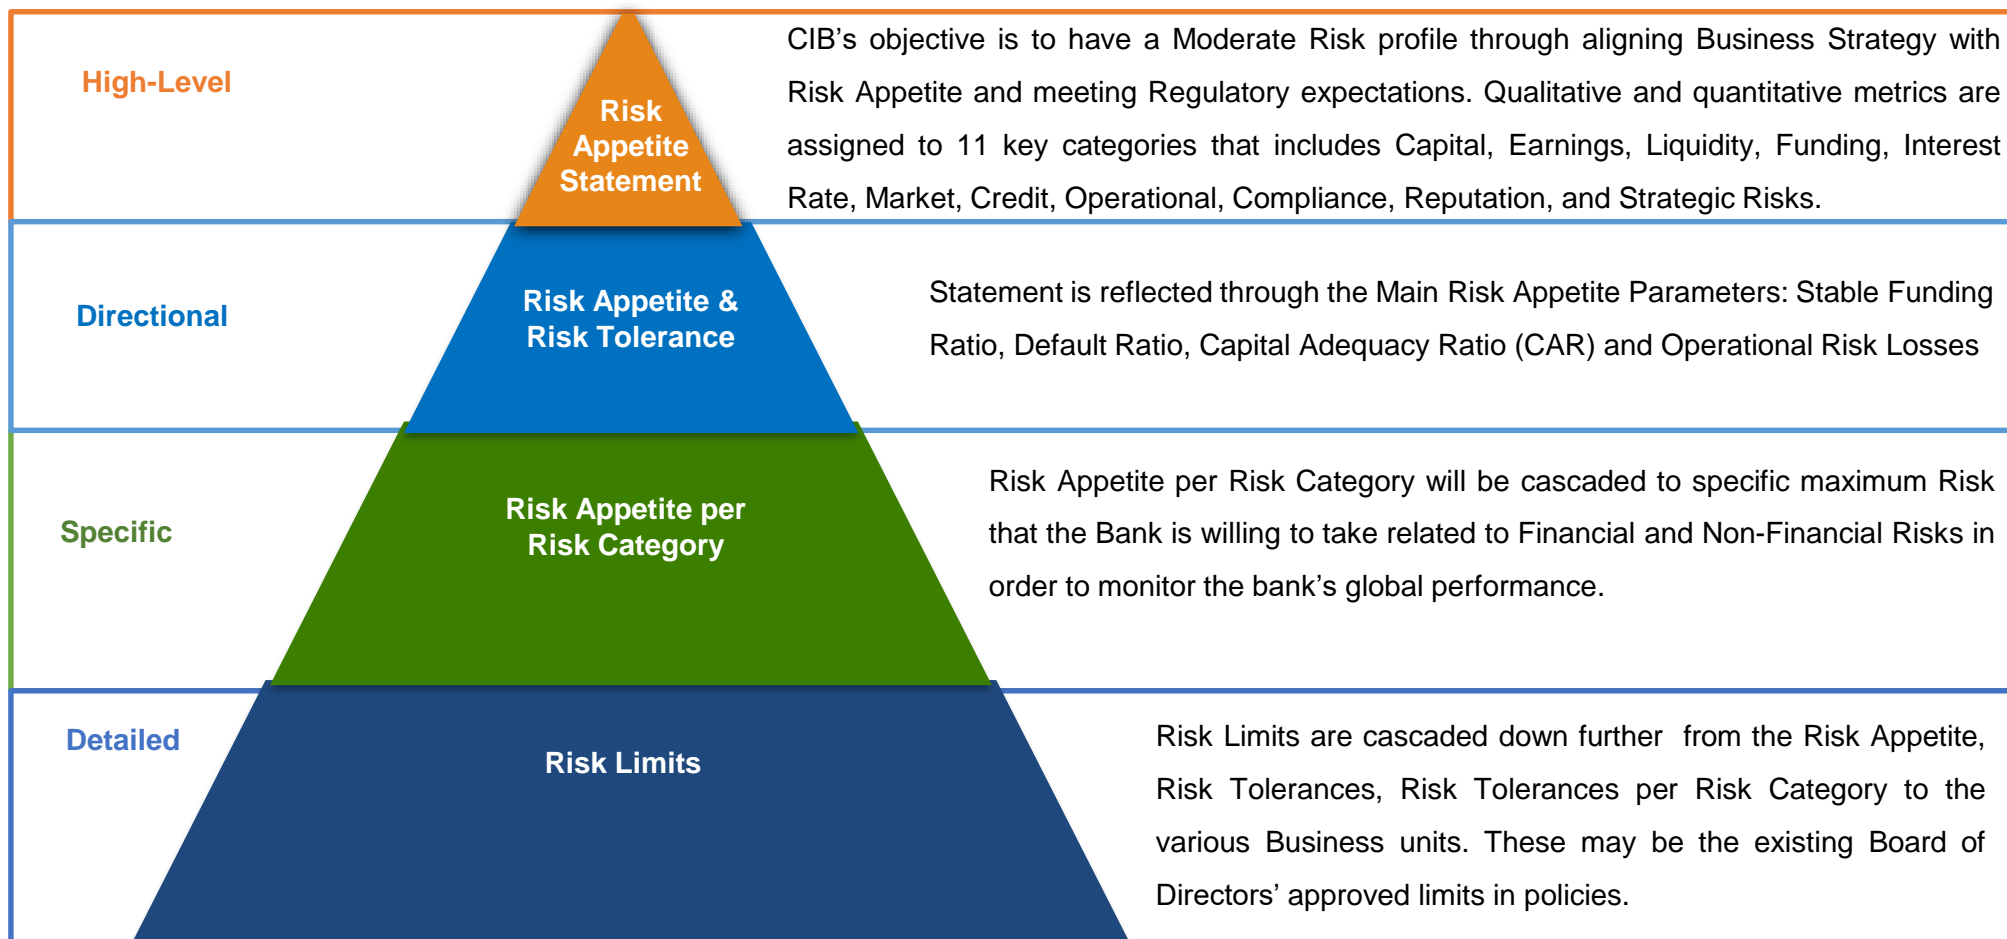 High-Level
Risk
Appetite
Statement
CIB’s objective is to have a Moderate Risk profile through aligning Business Strategy with
Risk Appetite and meeting Regulatory expectations. Qualitative and quantitative metrics are
assigned to 11 key categories that includes Capital, Earnings, Liquidity, Funding, Interest
Rate, Market, Credit, Operational, Compliance, Reputation, and Strategic Risks.
Directional
Risk Appetite &
Risk Tolerance
Statement is reflected through the Main Risk Appetite Parameters: Stable Funding
Ratio, Default Ratio, Capital Adequacy Ratio (CAR) and Operational Risk Losses
Specific
Risk Appetite per
Risk Category
Risk Appetite per Risk Category will be cascaded to specific maximum Risk
that the Bank is willing to take related to Financial and Non-Financial Risks in
order to monitor the bank’s global performance.
Detailed
Risk Limits
Risk Limits are cascaded down further from the Risk Appetite,
Risk Tolerances, Risk Tolerances per Risk Category to the
various Business units. These may be the existing Board of
Directors’ approved limits in policies.